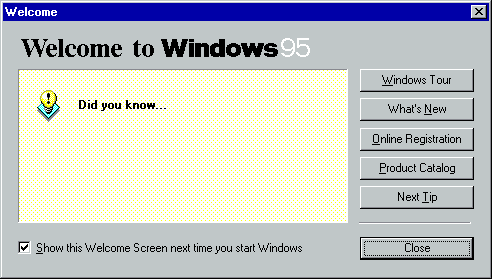 Welcome
Welcome to Windows95
Did you know...
Windows Tour
What's New
Online Registration
Product Catalog
Next Tip
Show this Welcome Screen next time you start Windows
Close